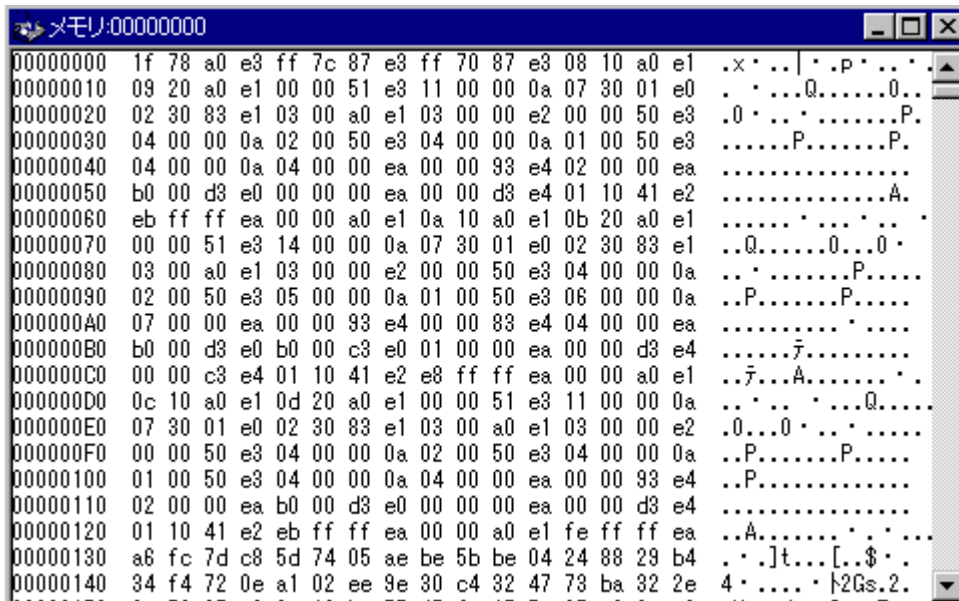 メモリ:00000000
00000000 1f 78 a0 e3 ff 7c 87 e3 ff 70 87 e3 08 10 a0 e1 .x・..|・.p・..・.
00000010 09 20 a0 e1 00 00 51 e3 11 00 00 0a 07 30 01 e0 . ・...Q......0..
00000020 02 30 83 e1 03 00 a0 e1 03 00 00 e2 00 00 50 e3 .0・..・.......P.
00000030 04 00 00 0a 02 00 50 e3 04 00 00 0a 01 00 50 e3 ......P.......P.
00000040 04 00 00 0a 04 00 00 ea 00 00 93 e4 02 00 00 ea ................
00000050 b0 00 d3 e0 00 00 00 ea 00 00 d3 e4 01 10 41 e2 ..............A.
00000060 eb ff ff ea 00 00 a0 e1 0a 10 a0 e1 0b 20 a0 e1 ......・...・.. ・
00000070 00 00 51 e3 14 00 00 0a 07 30 01 e0 02 30 83 e1 ..Q......0...0・
00000080 03 00 a0 e1 03 00 00 e2 00 00 50 e3 04 00 00 0a ..・.......P.....
00000090 02 00 50 e3 05 00 00 0a 01 00 50 e3 06 00 00 0a ..P.......P.....
000000A0 07 00 00 ea 00 00 93 e4 00 00 83 e4 04 00 00 ea ..........・....
000000B0 b0 00 d3 e0 b0 00 c3 e0 01 00 00 ea 00 00 d3 e4 ......ﾃ.........
000000C0 00 00 c3 e4 01 10 41 e2 e8 ff ff ea 00 00 a0 e1 ..ﾃ...A.......・.
000000D0 0c 10 a0 e1 0d 20 a0 e1 00 00 51 e3 11 00 00 0a ..・.. ・...Q.....
000000E0 07 30 01 e0 02 30 83 e1 03 00 a0 e1 03 00 00 e2 .0...0・..・.....
000000F0 00 00 50 e3 04 00 00 0a 02 00 50 e3 04 00 00 0a ..P.......P.....
00000100 01 00 50 e3 04 00 00 0a 04 00 00 ea 00 00 93 e4 ..P.............
00000110 02 00 00 ea b0 00 d3 e0 00 00 00 ea 00 00 d3 e4 ................
00000120 01 10 41 e2 eb ff ff ea 00 00 a0 e1 fe ff ff ea ..A.......・.・...
00000130 a6 fc 7d c8 5d 74 05 ae be 5b be 04 24 88 29 b4 .・.]t...[..$・
00000140 34 f4 72 0e a1 02 ee 9e 30 c4 32 47 73 ba 32 2e 4・.....・ﾄ2Gs.2.